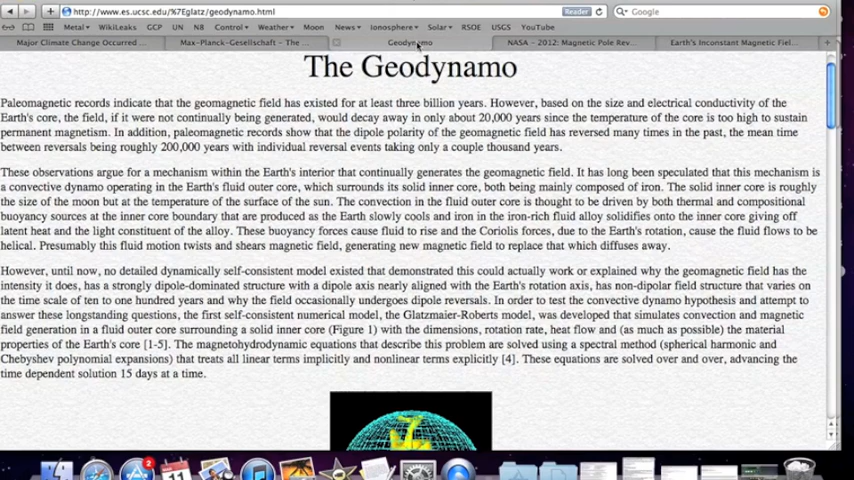 http://www.es.ucsc.edu/%7Eglatz/geodynamo.html
Reader
Google
Metal
WikiLeaks
GCP
UN
N8
Control
Weather
Moon
News
Ionosphere
Solar
RSOE
USGS
YouTube
Major Climate Change Occurred ...
Max-Planck-Gesellschaft - The ...
Geodynamo
NASA - 2012: Magnetic Pole Rev...
Earth's Inconstant Magnetic Fiel...
The Geodynamo
Paleomagnetic records indicate that the geomagnetic field has existed for at least three billion years. However, based on the size and electrical conductivity of the
Earth's core, the field, if it were not continually being generated, would decay away in only about 20,000 years since the temperature of the core is too high to sustain
permanent magnetism. In addition, paleomagnetic records show that the dipole polarity of the geomagnetic field has reversed many times in the past, the mean time
between reversals being roughly 200,000 years with individual reversal events taking only a couple thousand years.
These observations argue for a mechanism within the Earth's interior that continually generates the geomagnetic field. It has long been speculated that this mechanism is
a convective dynamo operating in the Earth's fluid outer core, which surrounds its solid inner core, both being mainly composed of iron. The solid inner core is roughly
the size of the moon but at the temperature of the surface of the sun. The convection in the fluid outer core is thought to be driven by both thermal and compositional
buoyancy sources at the inner core boundary that are produced as the Earth slowly cools and iron in the iron-rich fluid alloy solidifies onto the inner core giving off
latent heat and the light constituent of the alloy. These buoyancy forces cause fluid to rise and the Coriolis forces, due to the Earth's rotation, cause the fluid flows to be
helical. Presumably this fluid motion twists and shears magnetic field, generating new magnetic field to replace that which diffuses away.
However, until now, no detailed dynamically self-consistent model existed that demonstrated this could actually work or explained why the geomagnetic field has the
intensity it does, has a strongly dipole-dominated structure with a dipole axis nearly aligned with the Earth's rotation axis, has non-dipolar field structure that varies on
the time scale of ten to one hundred years and why the field occasionally undergoes dipole reversals. In order to test the convective dynamo hypothesis and attempt to
answer these longstanding questions, the first self-consistent numerical model, the Glatzmaier-Roberts model, was developed that simulates convection and magnetic
field generation in a fluid outer core surrounding a solid inner core (Figure 1) with the dimensions, rotation rate, heat flow and (as much as possible) the material
properties of the Earth's core [1-5]. The magnetohydrodynamic equations that describe this problem are solved using a spectral method (spherical harmonic and
Chebyshev polynomial expansions) that treats all linear terms implicitly and nonlinear terms explicitly [4]. These equations are solved over and over, advancing the
time dependent solution 15 days at a time.
2
11